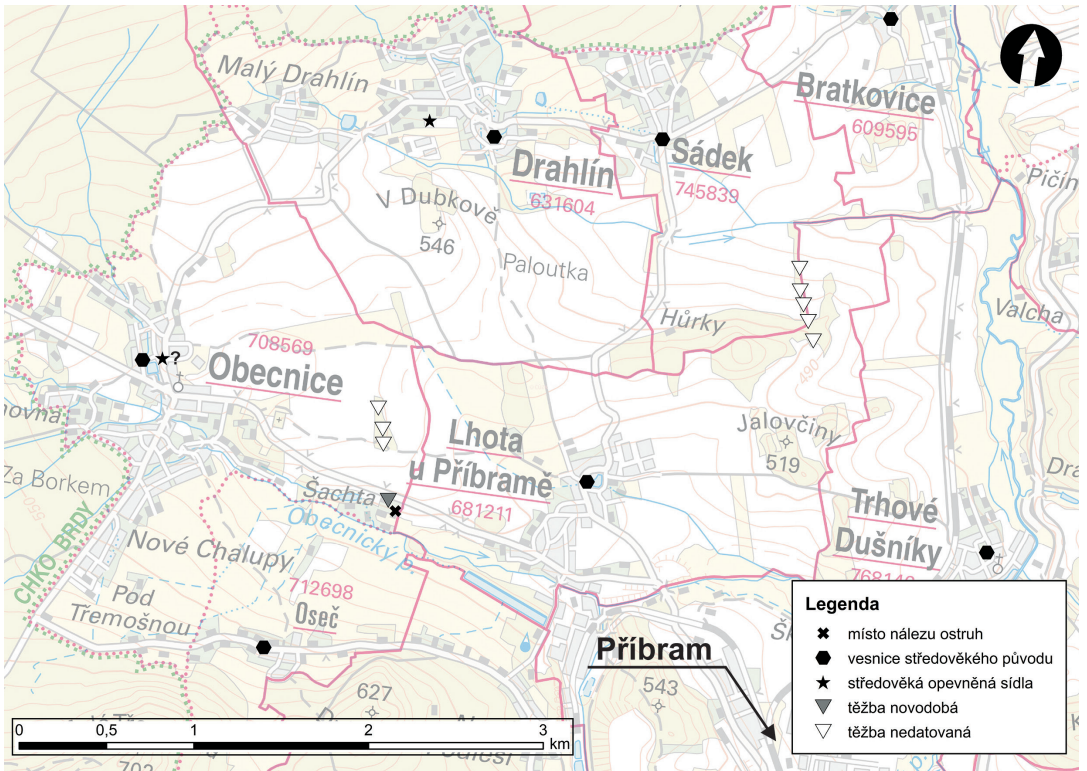 Malý Drahlín
Bratkovice
609595
Drahlín
631604
Sádek
745839
V Dubkově
546
Paloutka
Hůrky
Valcha
490
708569
Obecnice
Jalovčiny
519
Lhota
u Příbramě
681211
Za Borkem
550
Šachta
Obecnický p.
CHKO BRDY
Nové Chalupy
712698
Oseč
Pod
Třemošnou
Trhové
Dušníky
627
543
Příbram
Legenda
místo nálezu ostruh
vesnice středověkého původu
středověká opevněná sídla
těžba novodobá
těžba nedatovaná
0 0,5 1 2 3
km
702
?